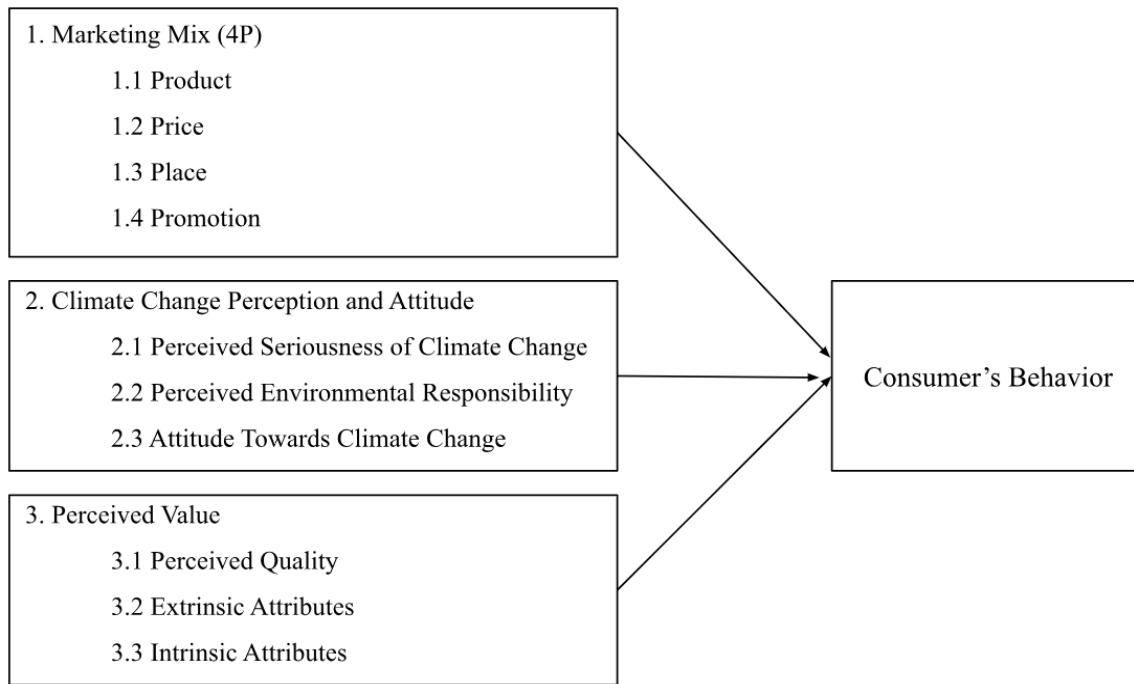 1. Marketing Mix (4P)
1.1 Product
1.2 Price
1.3 Place
1.4 Promotion
2. Climate Change Perception and Attitude
2.1 Perceived Seriousness of Climate Change
2.2 Perceived Environmental Responsibility
2.3 Attitude Towards Climate Change
3. Perceived Value
3.1 Perceived Quality
3.2 Extrinsic Attributes
3.3 Intrinsic Attributes
Consumer’s Behavior